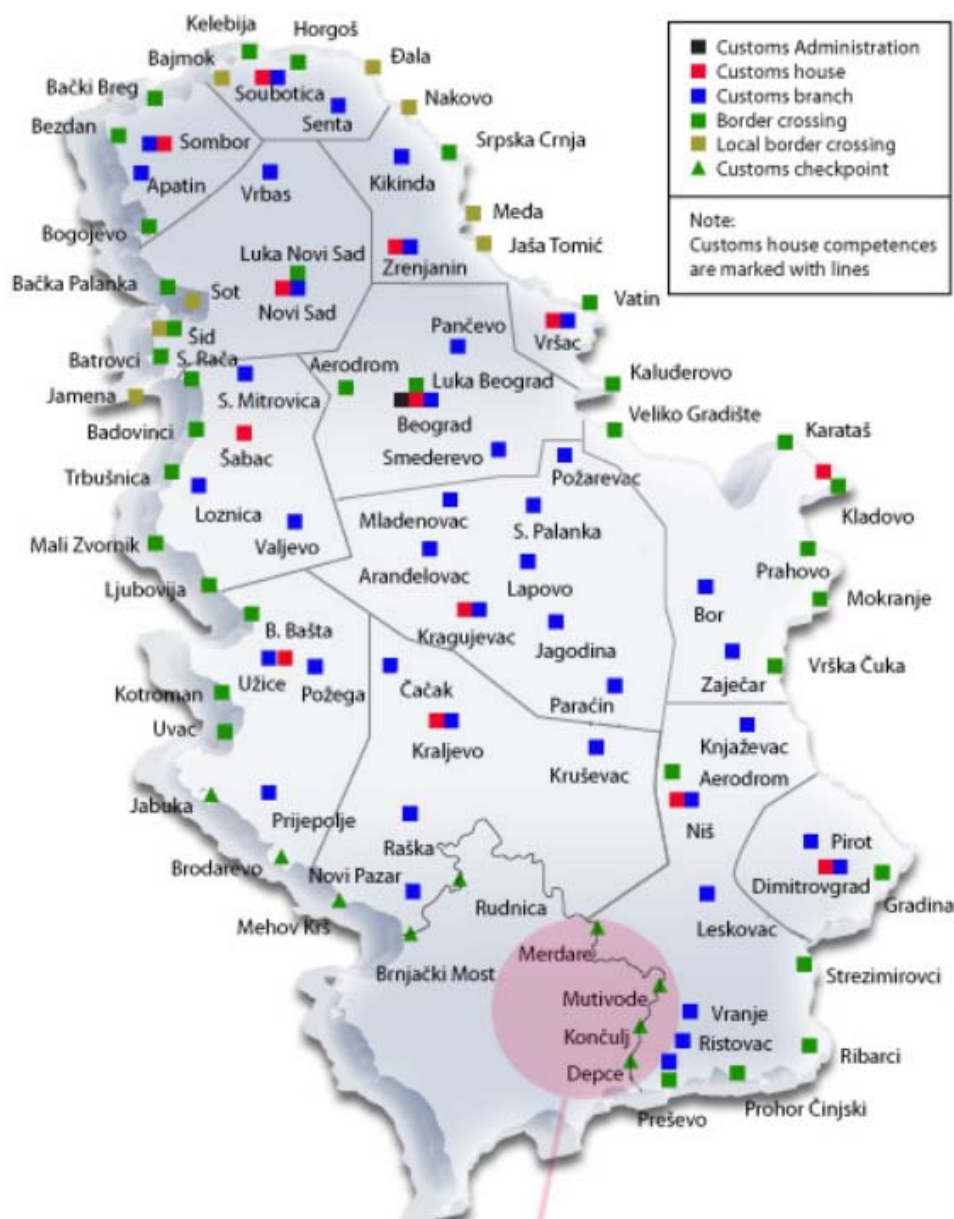 Kelebija
Horgoš
Bajmok
Đala
Soubotica
Bački Breg
Senta
Nakovo
Bezdan
Sombor
Srpska Crnja
Apatin
Vrbas
Kikinda
Meda
Bogojevo
Jaša Tomić
Luka Novi Sad
Zrenjanin
Bačka Palanka
Sot
Novi Sad
Vatin
Pančevo
Šid
Vršac
Batrovci
S. Rača
Aerodrom
Luka Beograd
Kaluđerovo
Jamena
S. Mitrovica
Beograd
Veliko Gradište
Badovinci
Karataš
Šabac
Smederevo
Požarevac
Trbušnica
Loznica
Mladenovac
S. Palanka
Kladovo
Valjevo
Mali Zvornik
Aranđelovac
Lapovo
Prahovo
Ljubovija
Bor
Mokranje
B. Bašta
Kragujevac
Jagodina
Užice
Požega
Čačak
Zaječar
Vrška Čuka
Kotroman
Paraćin
Uvac
Kraljevo
Knjaževac
Kruševac
Aerodrom
Jabuka
Prijepolje
Niš
Pirot
Raška
Brodarevo
Novi Pazar
Dimitrovgrad
Gradina
Rudnica
Mehov Krš
Leskovac
Merdare
Brnjački Most
Strezimirovci
Mutivode
Vranje
Končulj
Ristovac
Ribarci
Depce
Preševo
Prohor Činjski
Customs Administration
Customs house
Customs branch
Border crossing
Local border crossing
Customs checkpoint
Note:
Customs house competences
are marked with lines